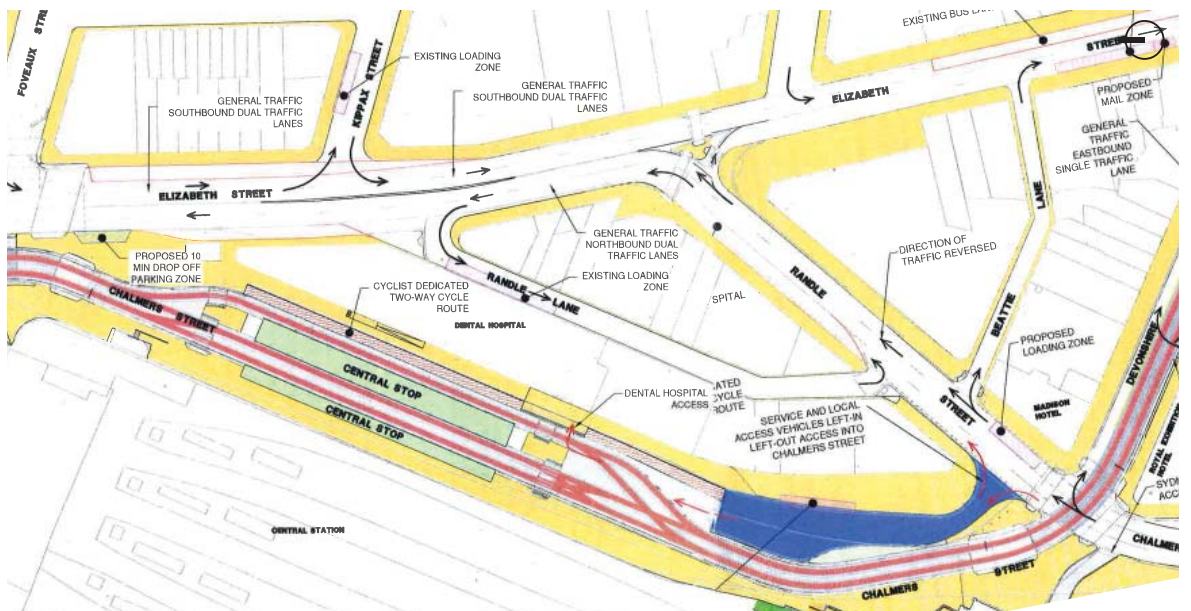 FOVEAUX
KIPPAX STREET
EXISTING LOADING
ZONE
GENERAL TRAFFIC
SOUTHBOUND DUAL TRAFFIC
LANES
GENERAL TRAFFIC
SOUTHBOUND DUAL TRAFFIC
LANES
STREET
ELIZABETH
PROPOSED
MAIL ZONE
GENERAL
TRAFFIC
EASTBOUND
SINGLE TRAFFIC
LANE
ELIZABETH STREET
PROPOSED 10
MIN DROP OFF
PARKING ZONE
GENERAL TRAFFIC
NORTHBOUND DUAL
TRAFFIC LANES
DIRECTION OF
TRAFFIC REVERSED
RANDLE LANE
EXISTING LOADING
ZONE
CYCLIST DEDICATED
TWO-WAY CYCLE
ROUTE
DENTAL HOSPITAL
SPITAL
RANDLE
STREET
BEATTIE
LANE
PROPOSED
LOADING ZONE
DEVONSHIRE
CHALMERS STREET
CENTRAL STOP
CENTRAL STOP
DENTAL HOSPITAL
ACCESS
ATED
CYCLE
ROUTE
SERVICE AND LOCAL
ACCESS VEHICLES LEFT-IN
LEFT-OUT ACCESS INTO
CHALMERS STREET
MADISON
HOTEL
HOTEL
CENTRAL STATION
CHALMERS STREET